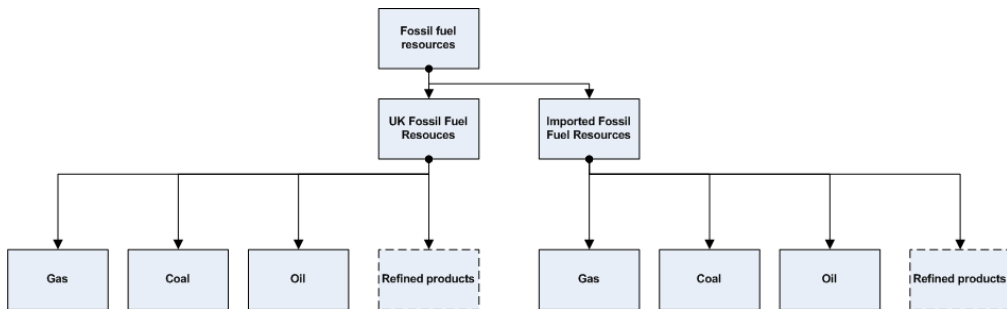 Fossil fuel
resources
UK Fossil Fuel
Resouces
Imported Fossil
Fuel Resources
Gas
Coal
Oil
Refined products
Gas
Coal
Oil
Refined products